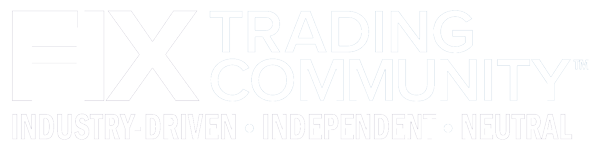 FIX TRADING
COMMUNITY™
INDUSTRY-DRIVEN • INDEPENDENT • NEUTRAL